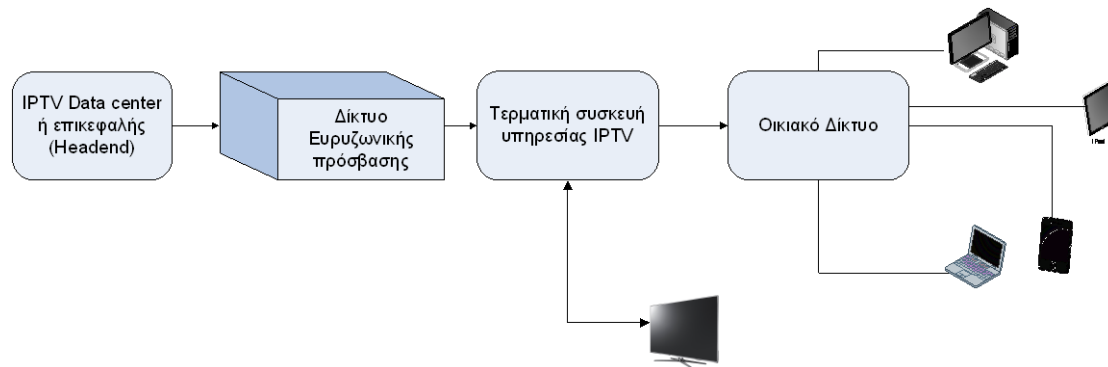 IPTV Data center
ή επικεφαλής
(Headend)
Δίκτυο
Ευρυζωνικής
πρόσβασης
Τερματική συσκευή
υπηρεσίας IPTV
Οικιακό Δίκτυο